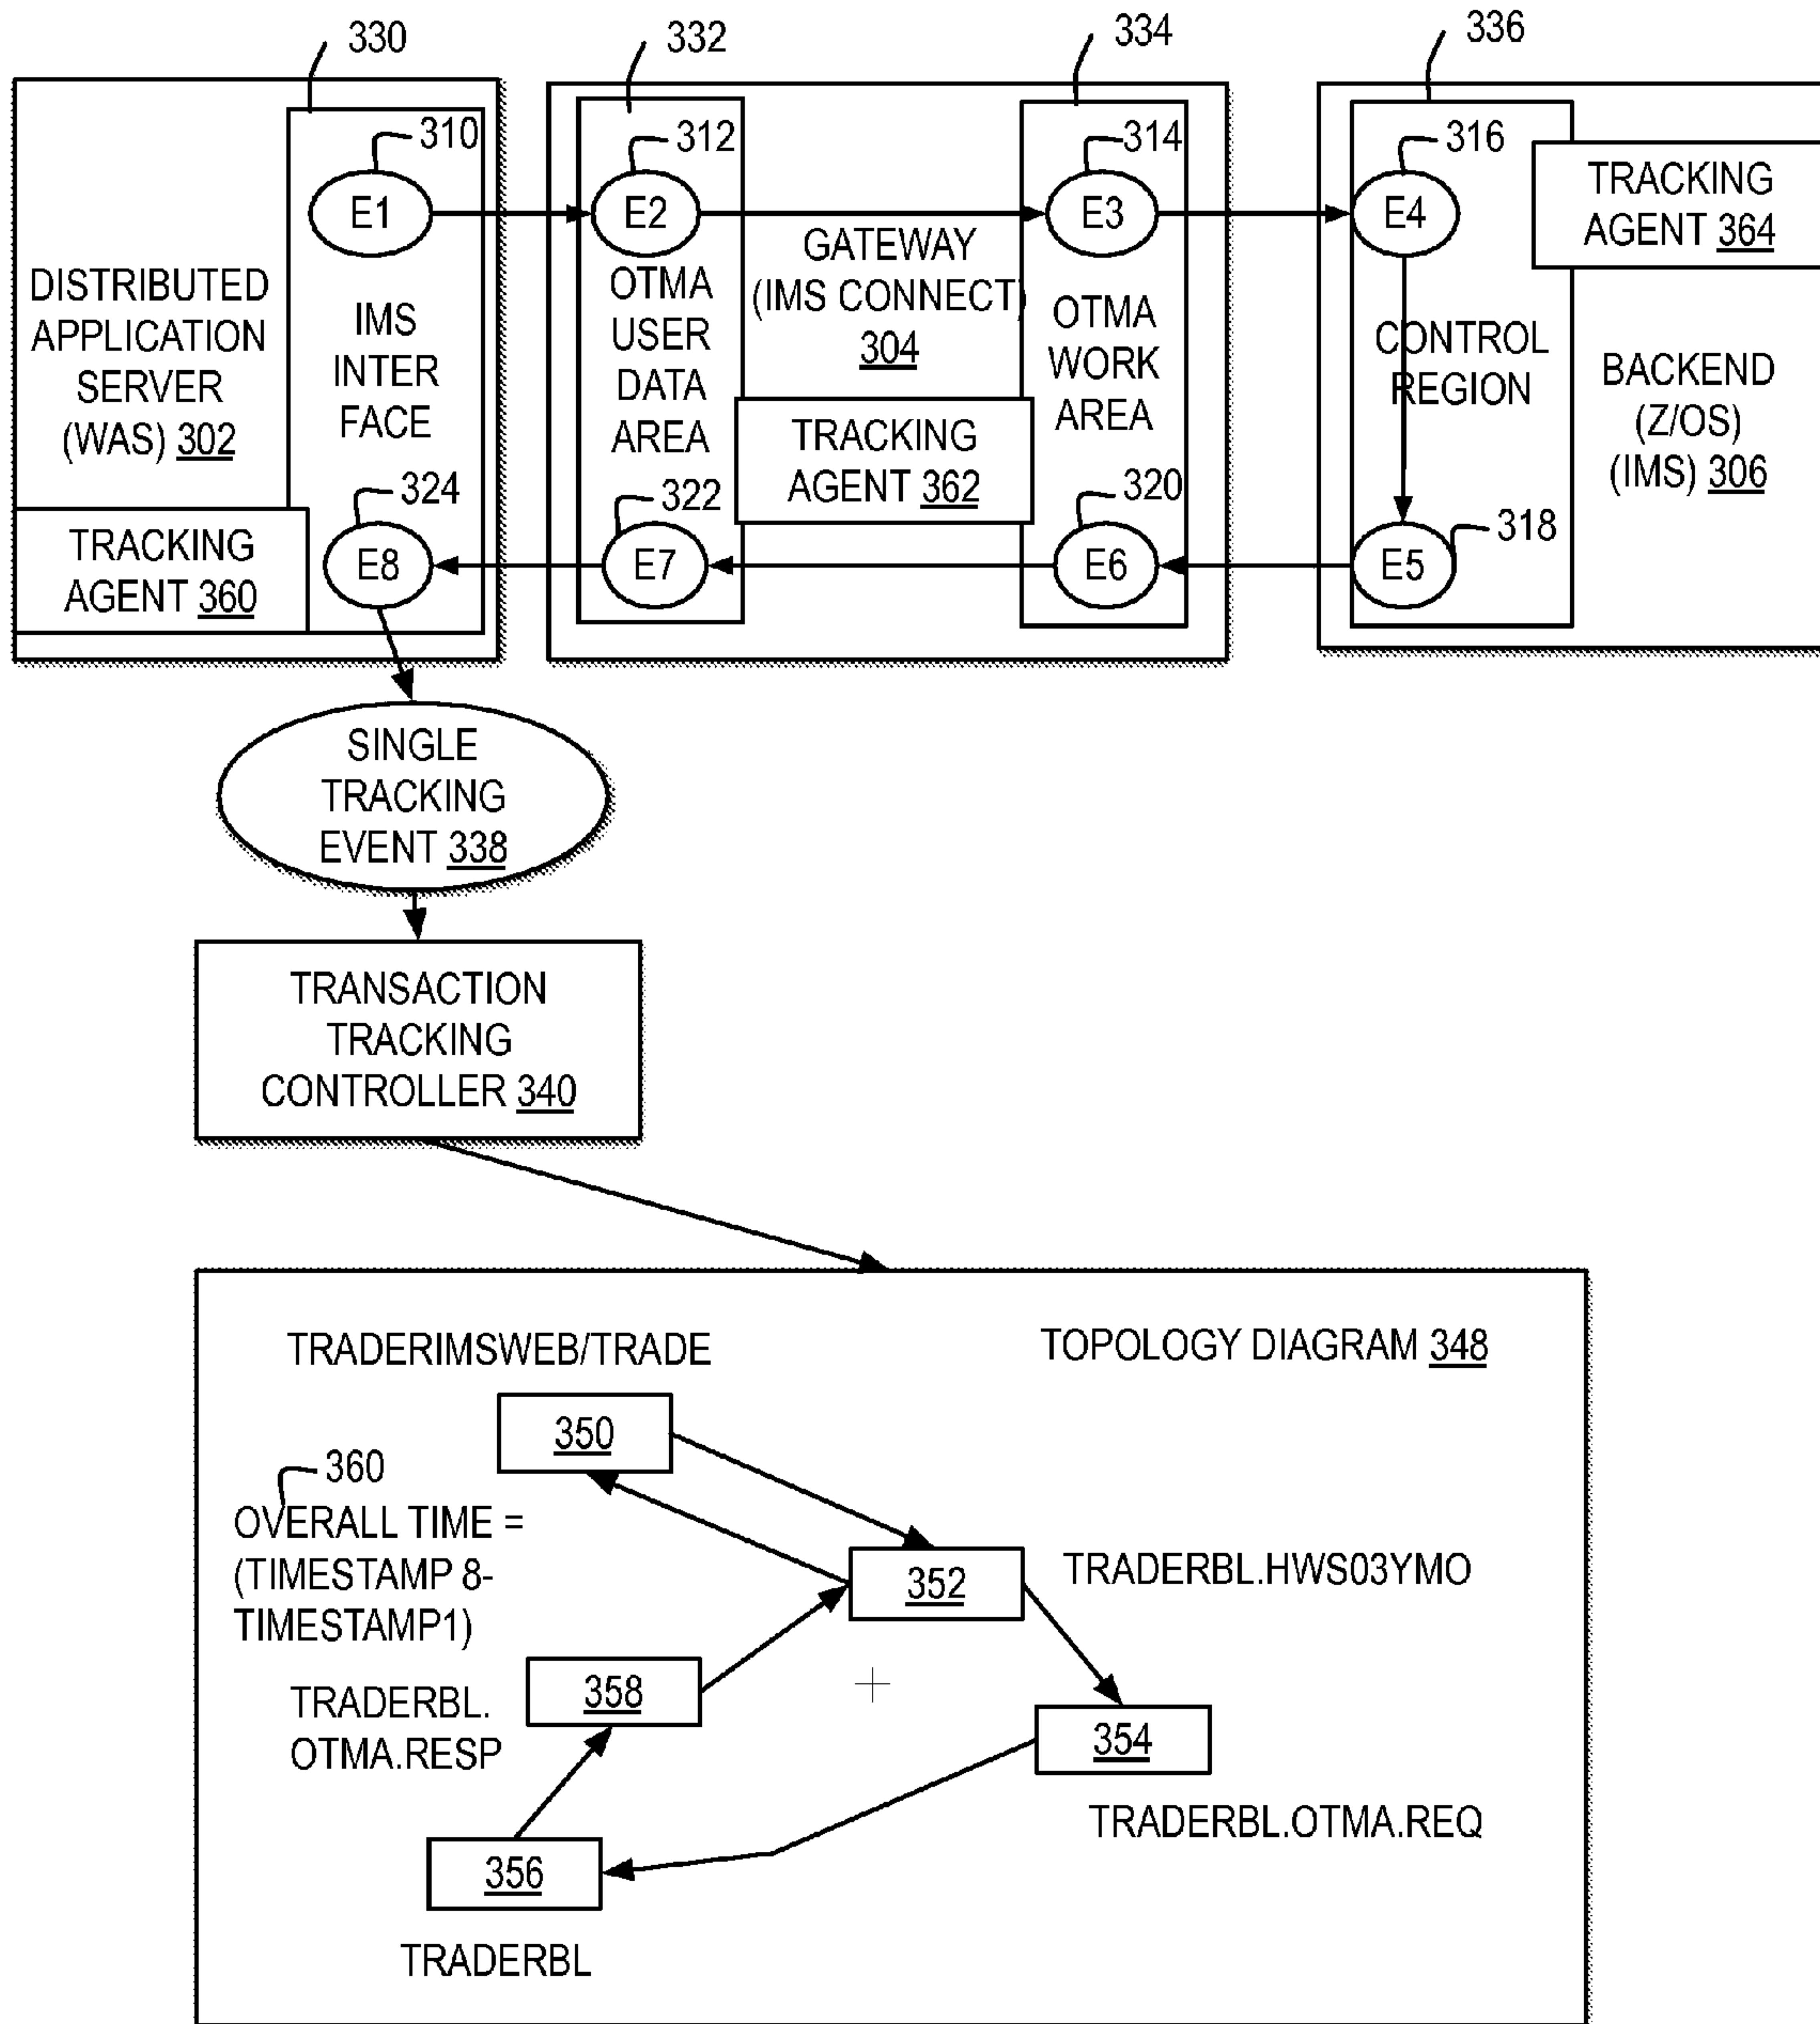 330
332
334
336
310
312
314
316
E1
E2
E3
E4
TRACKING
AGENT 364
DISTRIBUTED
APPLICATION
SERVER
(WAS) 302
IMS
INTER
FACE
OTMA
USER
DATA
AREA
GATEWAY
(IMS CONNECT)
304
OTMA
WORK
AREA
CONTROL
REGION
BACKEND
(Z/OS)
(IMS) 306
TRACKING
AGENT 362
324
322
320
318
TRACKING
AGENT 360
E8
E7
E6
E5
SINGLE
TRACKING
EVENT 338
TRANSACTION
TRACKING
CONTROLLER 340
TRADERIMSWEB/TRADE
TOPOLOGY DIAGRAM 348
350
360
OVERALL TIME =
(TIMESTAMP 8-
TIMESTAMP1)
352
TRADERBL.HWS03YMO
358
TRADERBL.
OTMA.RESP
354
TRADERBL.OTMA.REQ
356
TRADERBL